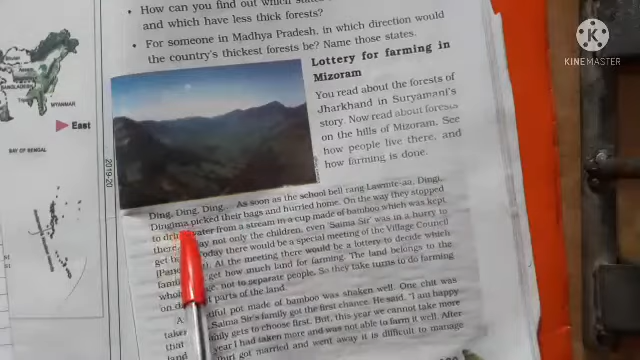 How can you find out which states
and which have less thick forests?
• For someone in Madhya Pradesh, in which direction would
the country's thickest forests be? Name those states.
Lottery for farming in
Mizoram
You read about the forests of
Jharkhand in Suryamani's
story. Now read about forests
on the hills of Mizoram. See
how people live there, and
how farming is done.
MYANMAR
East
BAY OF BENGAL
2019-20
Ding, Ding, Ding... As soon as the school bell rang Lawmte-aa, Dingi,
Dingima picked their bags and hurried home. On the way they stopped
to drink water from a stream in a cup made of bamboo which was kept
there. not only the children, even 'Saima Sir' was in a hurry to
get Today there would be a special meeting of the Village Council
At the meeting there would be a lottery to decide which
get how much land for farming. The land belongs to the
whole not to separate people. So they take turns to do farming
on parts of the land.
A pot made of bamboo was shaken well. One chit was
taken Saima Sir's family got the first chance. He said, "I am happy
that family gets to choose first. But, this year we cannot take more
land year I had taken more and was not able to farm it well. After
got married and went away it is difficult to manage
KINEMASTER